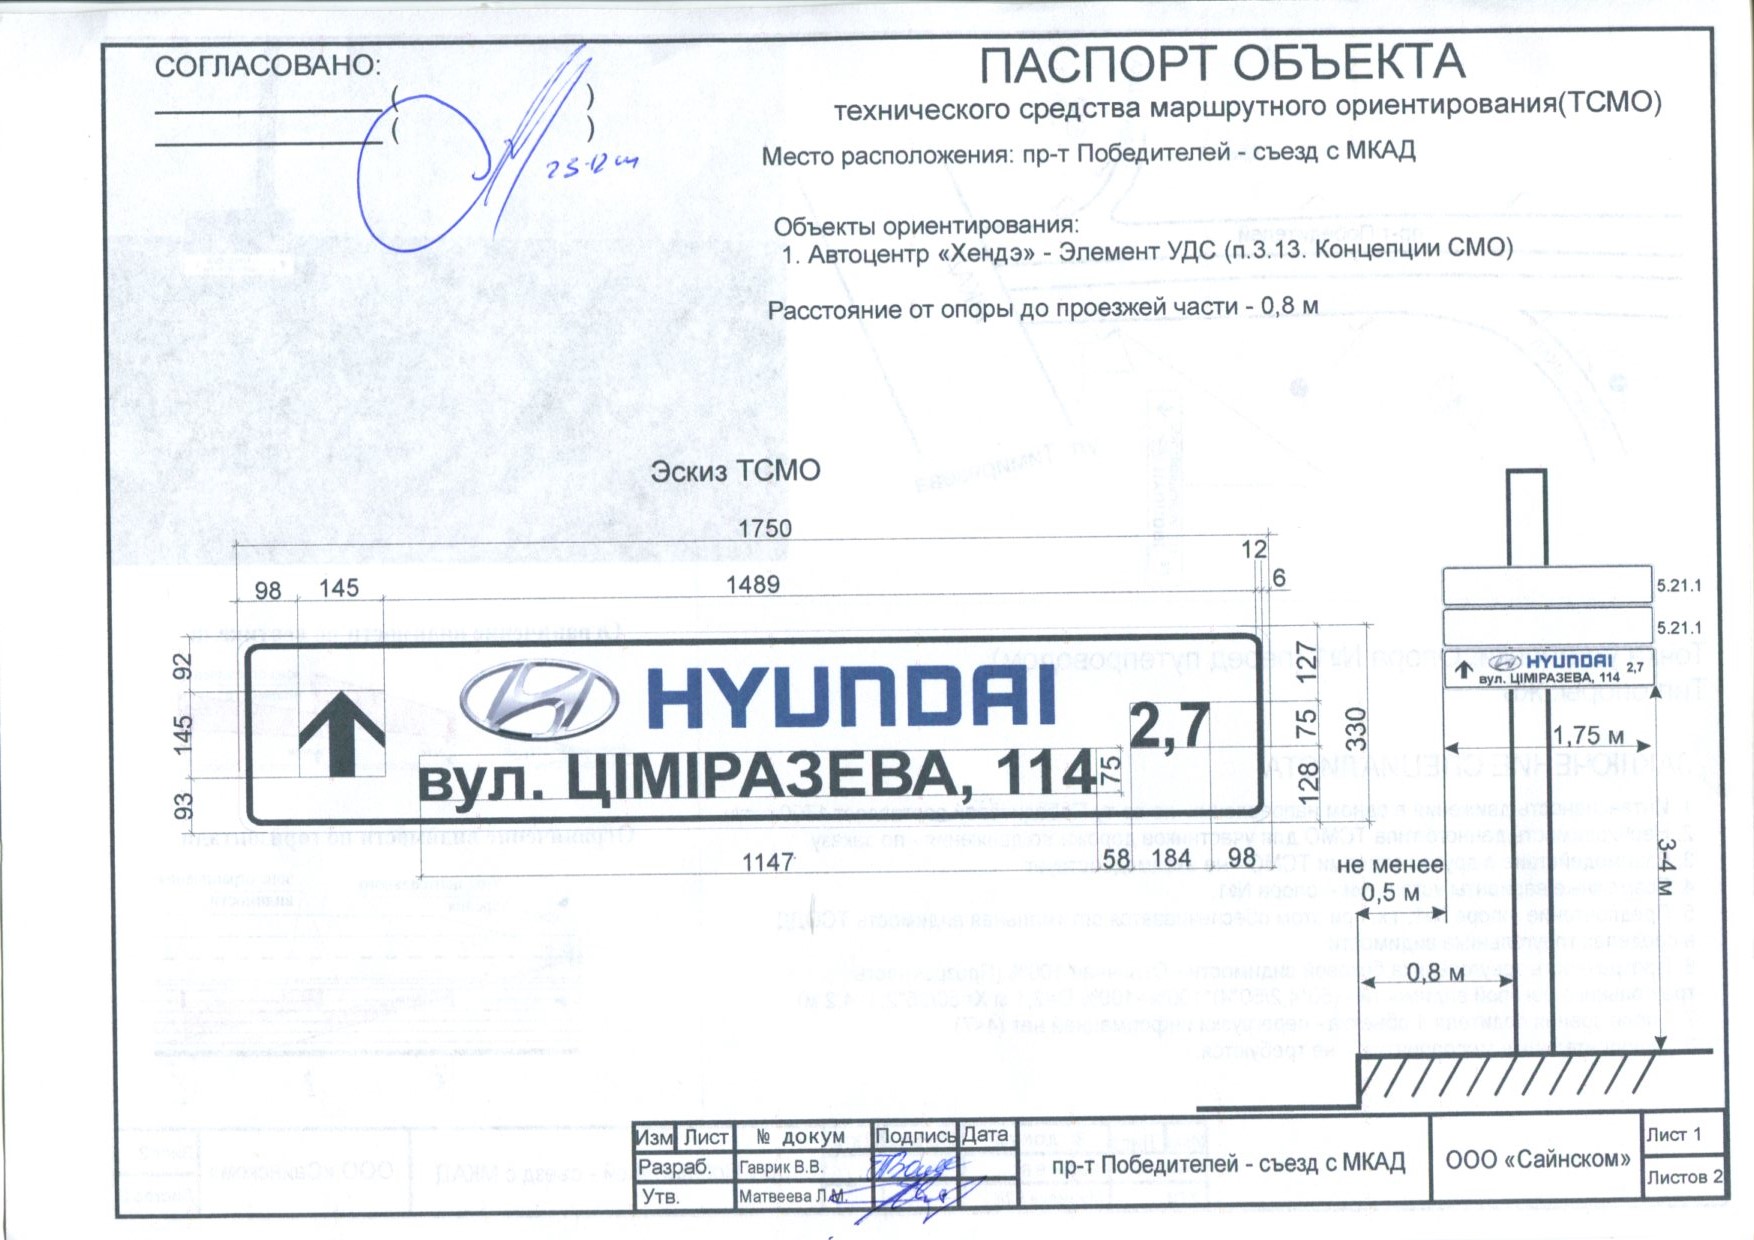 СОГЛАСОВАНО:
( )
( )
ПАСПОРТ ОБЪЕКТА
технического средства маршрутного ориентирования(ТСМО)
Место расположения: пр-т Победителей - съезд с МКАД
Объекты ориентирования:
1. Автоцентр «Хендэ» - Элемент УДС (п.3.13. Концепции СМО)
Расстояние от опоры до проезжей части - 0,8 м
Эскиз ТСМО
1750
12
98 145 1489 6
92
145
93
HYUNDAI
2,7
вул. ЦІМІРАЗЕВА, 114
75
127
75
128
330
1147 58 184 98
5.21.1
5.21.1
HYUNDAI 2,7
вул. ЦІМІРАЗЕВА, 114
1,75 м
3-4 м
не менее
0,5 м
0,8 м
Изм Лист № докум Подпись Дата
Разраб. Гаврик В.В.
Утв. Матвеева Л.М.
пр-т Победителей - съезд с МКАД
ООО «Сайнском»
Лист 1
Листов 2